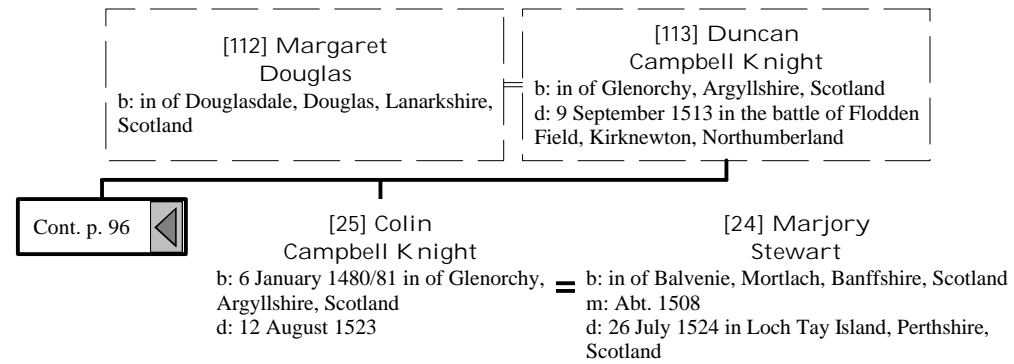 [112] Margaret
Douglas
b: in of Douglasdale, Douglas, Lanarkshire,
Scotland
[113] Duncan
Campbell Knight
b: in of Glenorchy, Argyllshire, Scotland
d: 9 September 1513 in the battle of Flodden
Field, Kirknewton, Northumberland
Cont. p. 96
[25] Colin
Campbell Knight
b: 6 January 1480/81 in of Glenorchy,
Argyllshire, Scotland
d: 12 August 1523
[24] Marjory
Stewart
b: in of Balvenie, Mortlach, Banffshire, Scotland
m: Abt. 1508
d: 26 July 1524 in Loch Tay Island, Perthshire,
Scotland